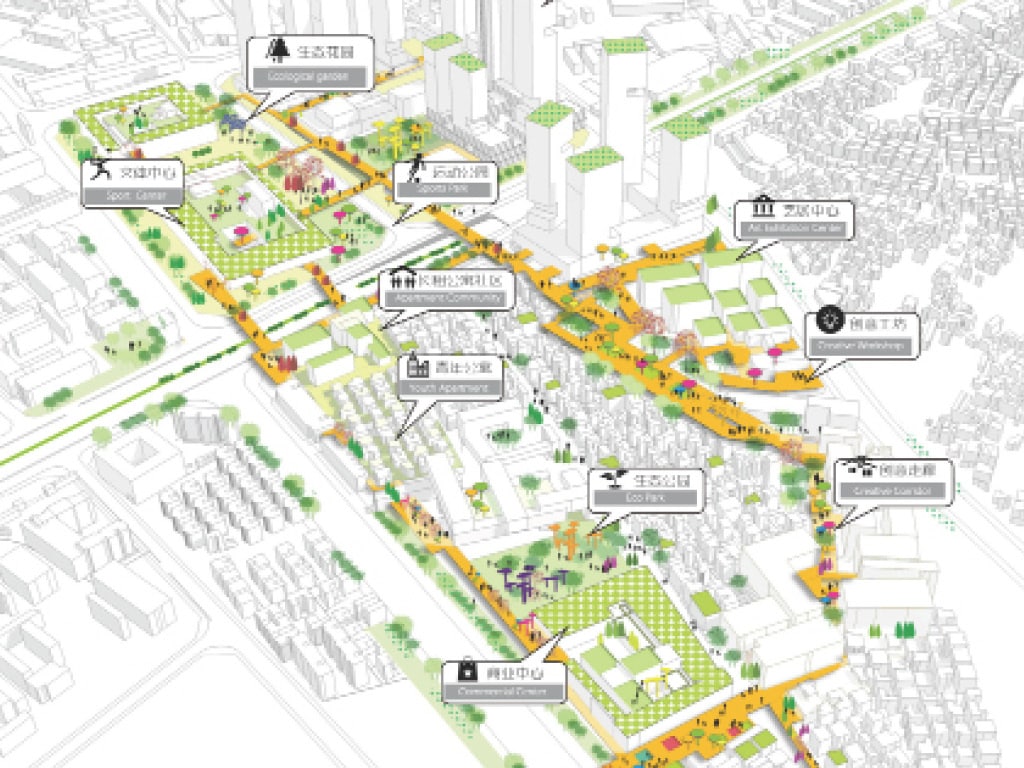 生态花园
Ecological garden
文体中心
Sport Center
运动公园
Sports Park
艺展中心
Art Exhibition Center
长租公寓社区
Apartment Community
创意工坊
Creative Workshop
青年公寓
Youth Apartment
创意走廊
Creative Corridor
生态公园
Eco Park
商业中心
Commercial Center